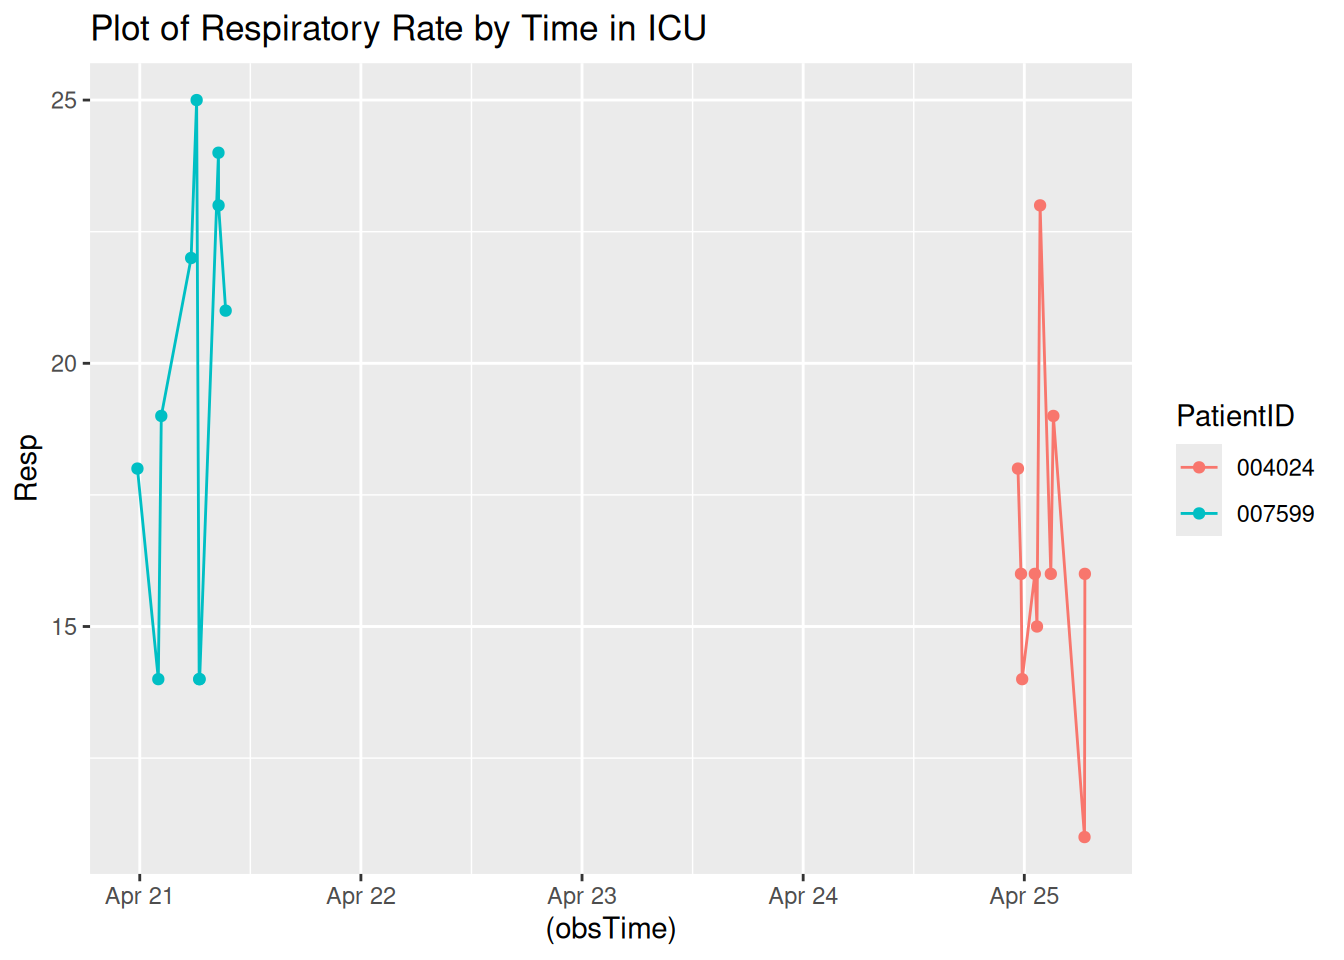 Plot of Respiratory Rate by Time in ICU
25
20
15
Resp
Apr 21 Apr 22 Apr 23 Apr 24 Apr 25
(obsTime)
PatientID
004024
007599